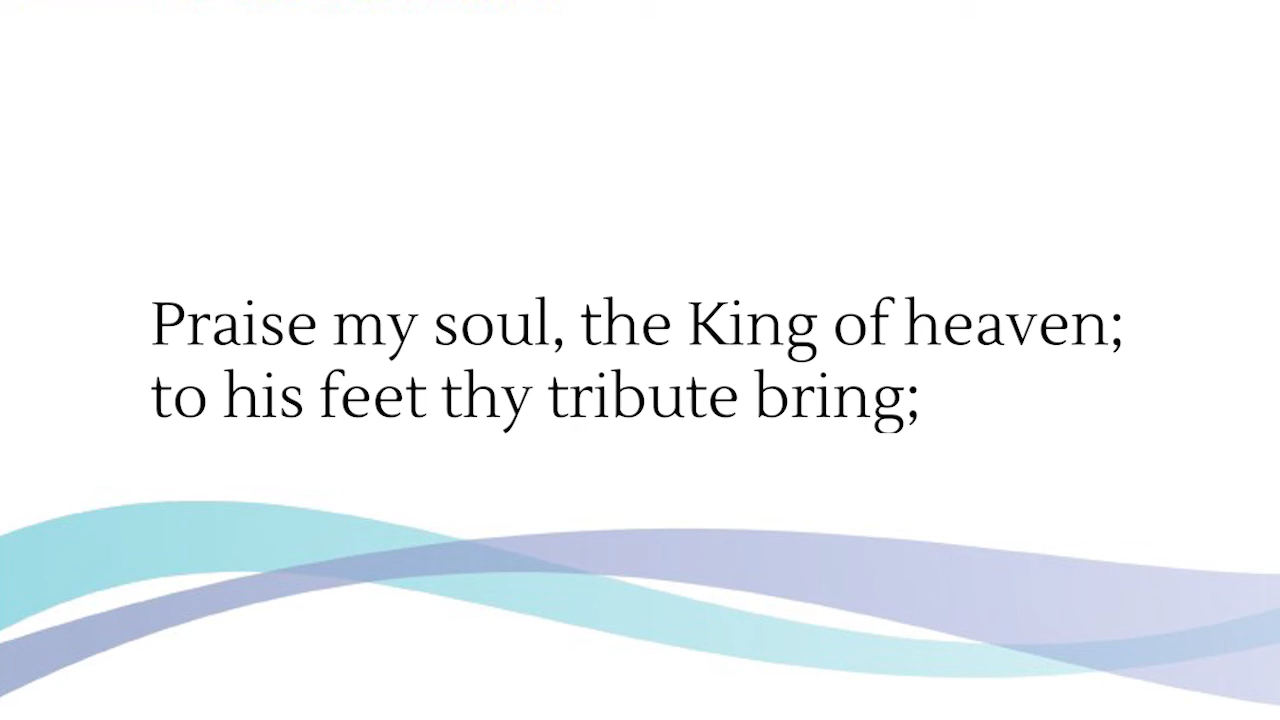 Praise my soul, the King of heaven;
to his feet thy tribute bring;